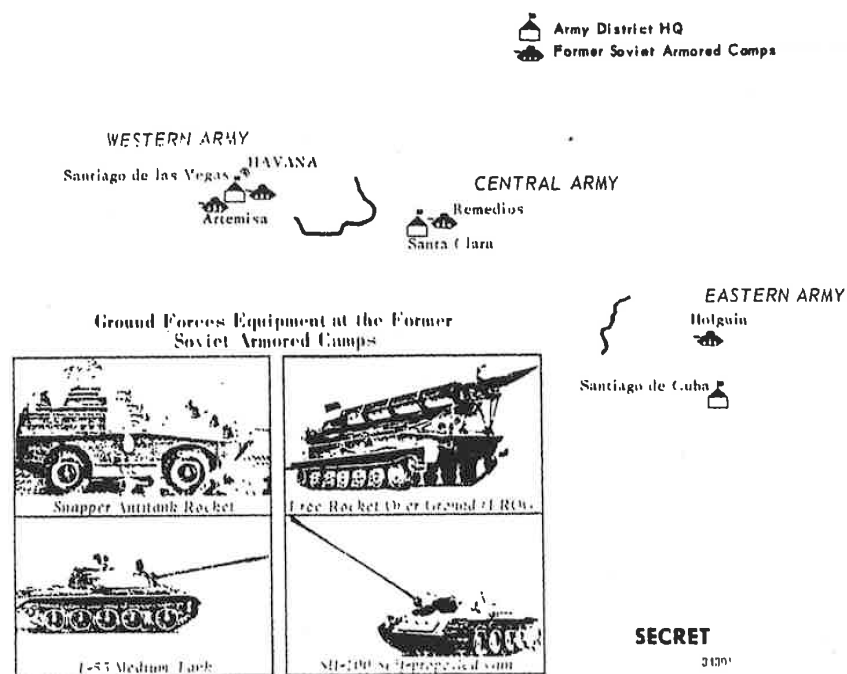 Army District HQ
Former Soviet Armored Camps
WESTERN ARMY
HAVANA
Santiago de las Vegas
Artemisa
CENTRAL ARMY
Remedios
Santa Clara
EASTERN ARMY
Holguin
Santiago de Cuba
Ground Forces Equipment at the Former
Soviet Armored Camps
Snapper Antitank Rocket
Free Rocket Over Ground
Medium Tank
SECRET